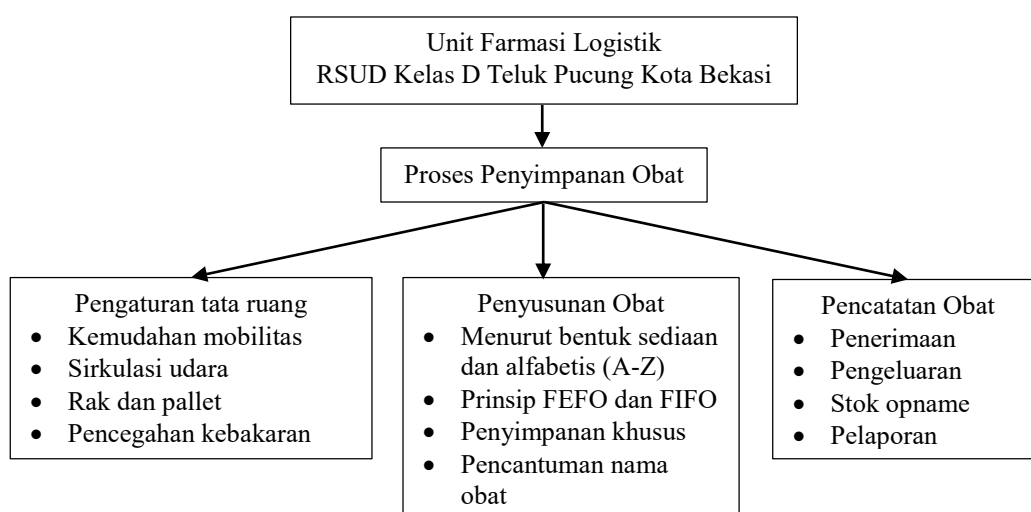 Unit Farmasi Logistik
RSUD Kelas D Teluk Pucung Kota Bekasi
Proses Penyimpanan Obat
Pengaturan tata ruang
• Kemudahan mobilitas
• Sirkulasi udara
• Rak dan pallet
• Pencegahan kebakaran
Penyusunan Obat
• Menurut bentuk sediaan
dan alfabetis (A-Z)
• Prinsip FEFO dan FIFO
• Penyimpanan khusus
• Pencantuman nama
obat
Pencatatan Obat
• Penerimaan
• Pengeluaran
• Stok opname
• Pelaporan